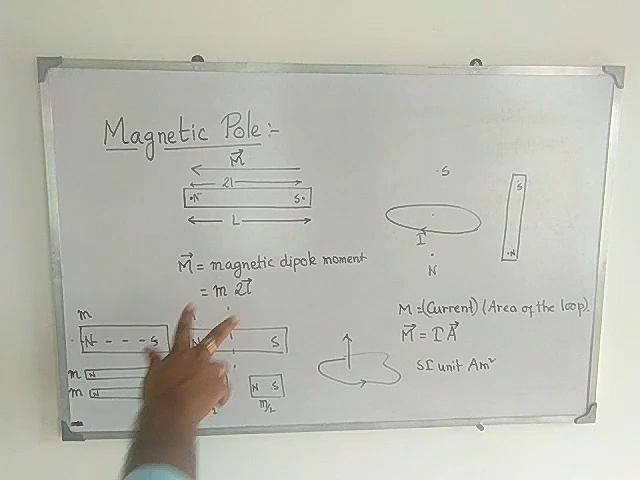 Magnetic Pole :-
M⃗
2l
N S
L
M⃗ = magnetic dipole moment
= m 2l⃗
S
I
N
S
N
M = (Current) (Area of the loop).
M⃗ = I A⃗
SI unit Am²
m
N S
N S
m N
m N
N S
m/2